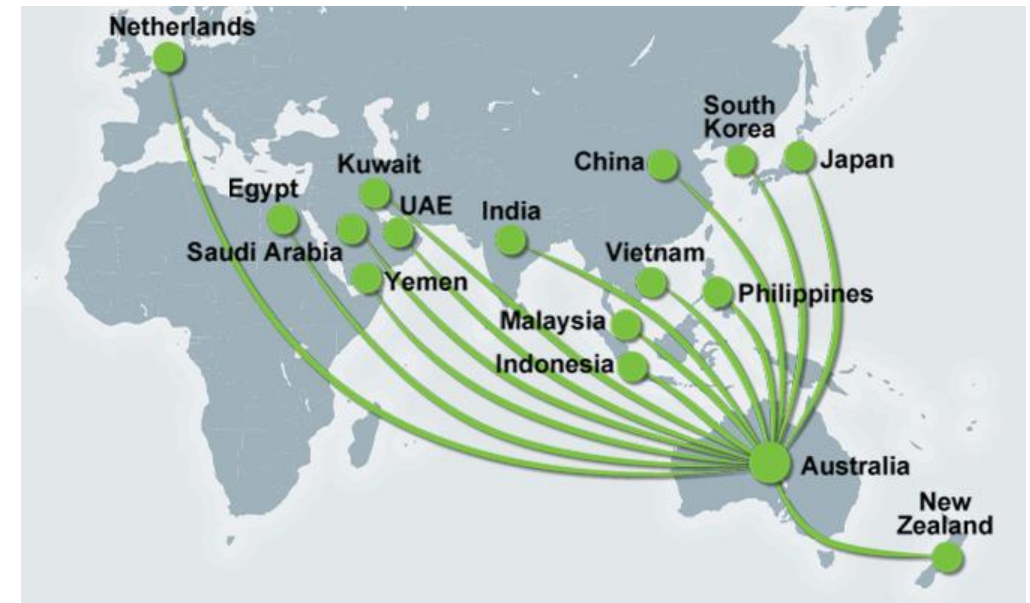 Netherlands
South
Korea
China
Japan
Kuwait
Egypt
UAE
India
Saudi Arabia
Yemen
Vietnam
Philippines
Malaysia
Indonesia
Australia
New
Zealand